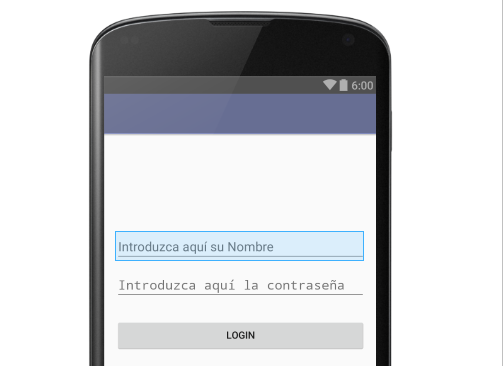 6:00
Introduzca aquí su Nombre
Introduzca aquí la contraseña
LOGIN